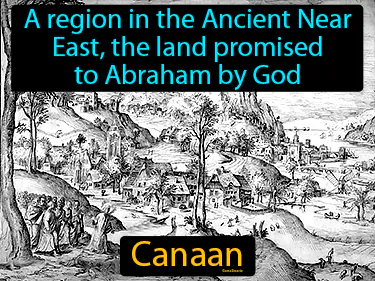 A region in the Ancient Near
East, the land promised
to Abraham by God
Canaan